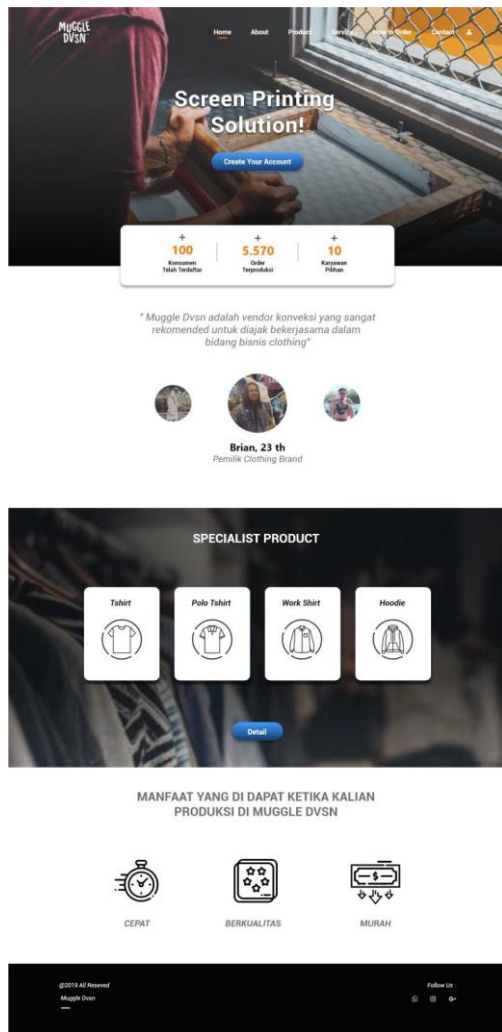 MUGGLE
DVSN
Home About Product Service How to Order Contact
Screen Printing
Solution!
Create Your Account
+ + +
100 5.570 10
Konsumen Order Karyawan
Telah Terdaftar Terproduksi Pilihan
" Muggle Dvsn adalah vendor konveksi yang sangat
rekomended untuk diajak bekerjasama dalam
bidang bisnis clothing"
Brian, 23 th
Pemilik Clothing Brand
SPECIALIST PRODUCT
Tshirt Polo Tshirt Work Shirt Hoodie
Detail
MANFAAT YANG DI DAPAT KETIKA KALIAN
PRODUKSI DI MUGGLE DVSN
CEPAT BERKUALITAS MURAH
@2019 All Reseved Follow Us :
Muggle Dvsn G+